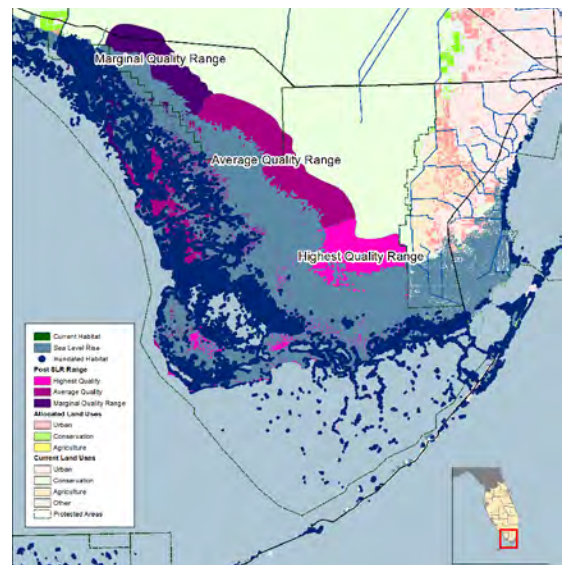 Marginal Quality Range
Average Quality Range
Highest Quality Range
Current Habitat
Sea Level Rise
Inundated Habitat
Post SLR Range
Highest Quality
Average Quality
Marginal Quality Range
Allocated Land Uses
Urban
Conservation
Agriculture
Current Land Uses
Urban
Conservation
Agriculture
Other
Protected Areas